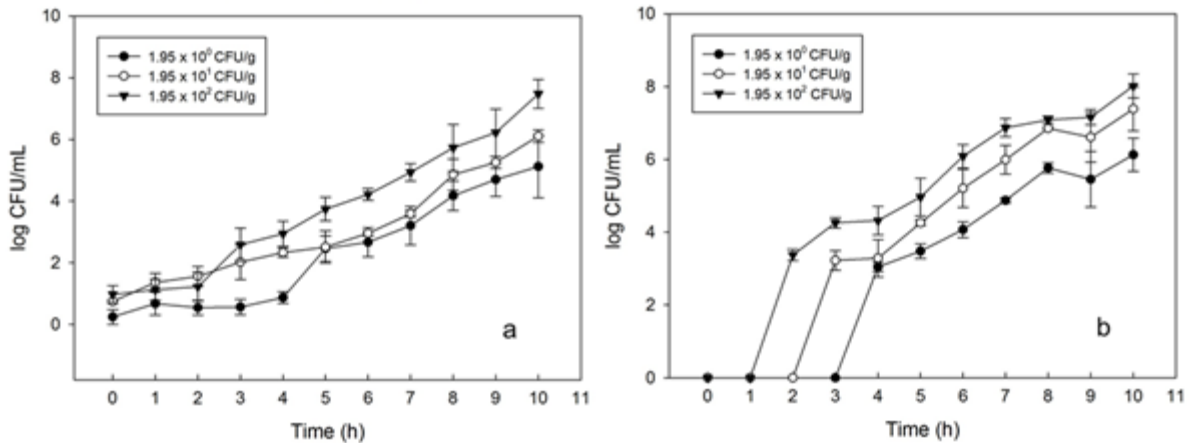 10
8
6
4
2
0
log CFU/mL
1.95 x 10⁰ CFU/g
1.95 x 10¹ CFU/g
1.95 x 10² CFU/g
a
0 1 2 3 4 5 6 7 8 9 10 11
Time (h)
10
8
6
4
2
0
log CFU/mL
1.95 x 10⁰ CFU/g
1.95 x 10¹ CFU/g
1.95 x 10² CFU/g
b
0 1 2 3 4 5 6 7 8 9 10 11
Time (h)